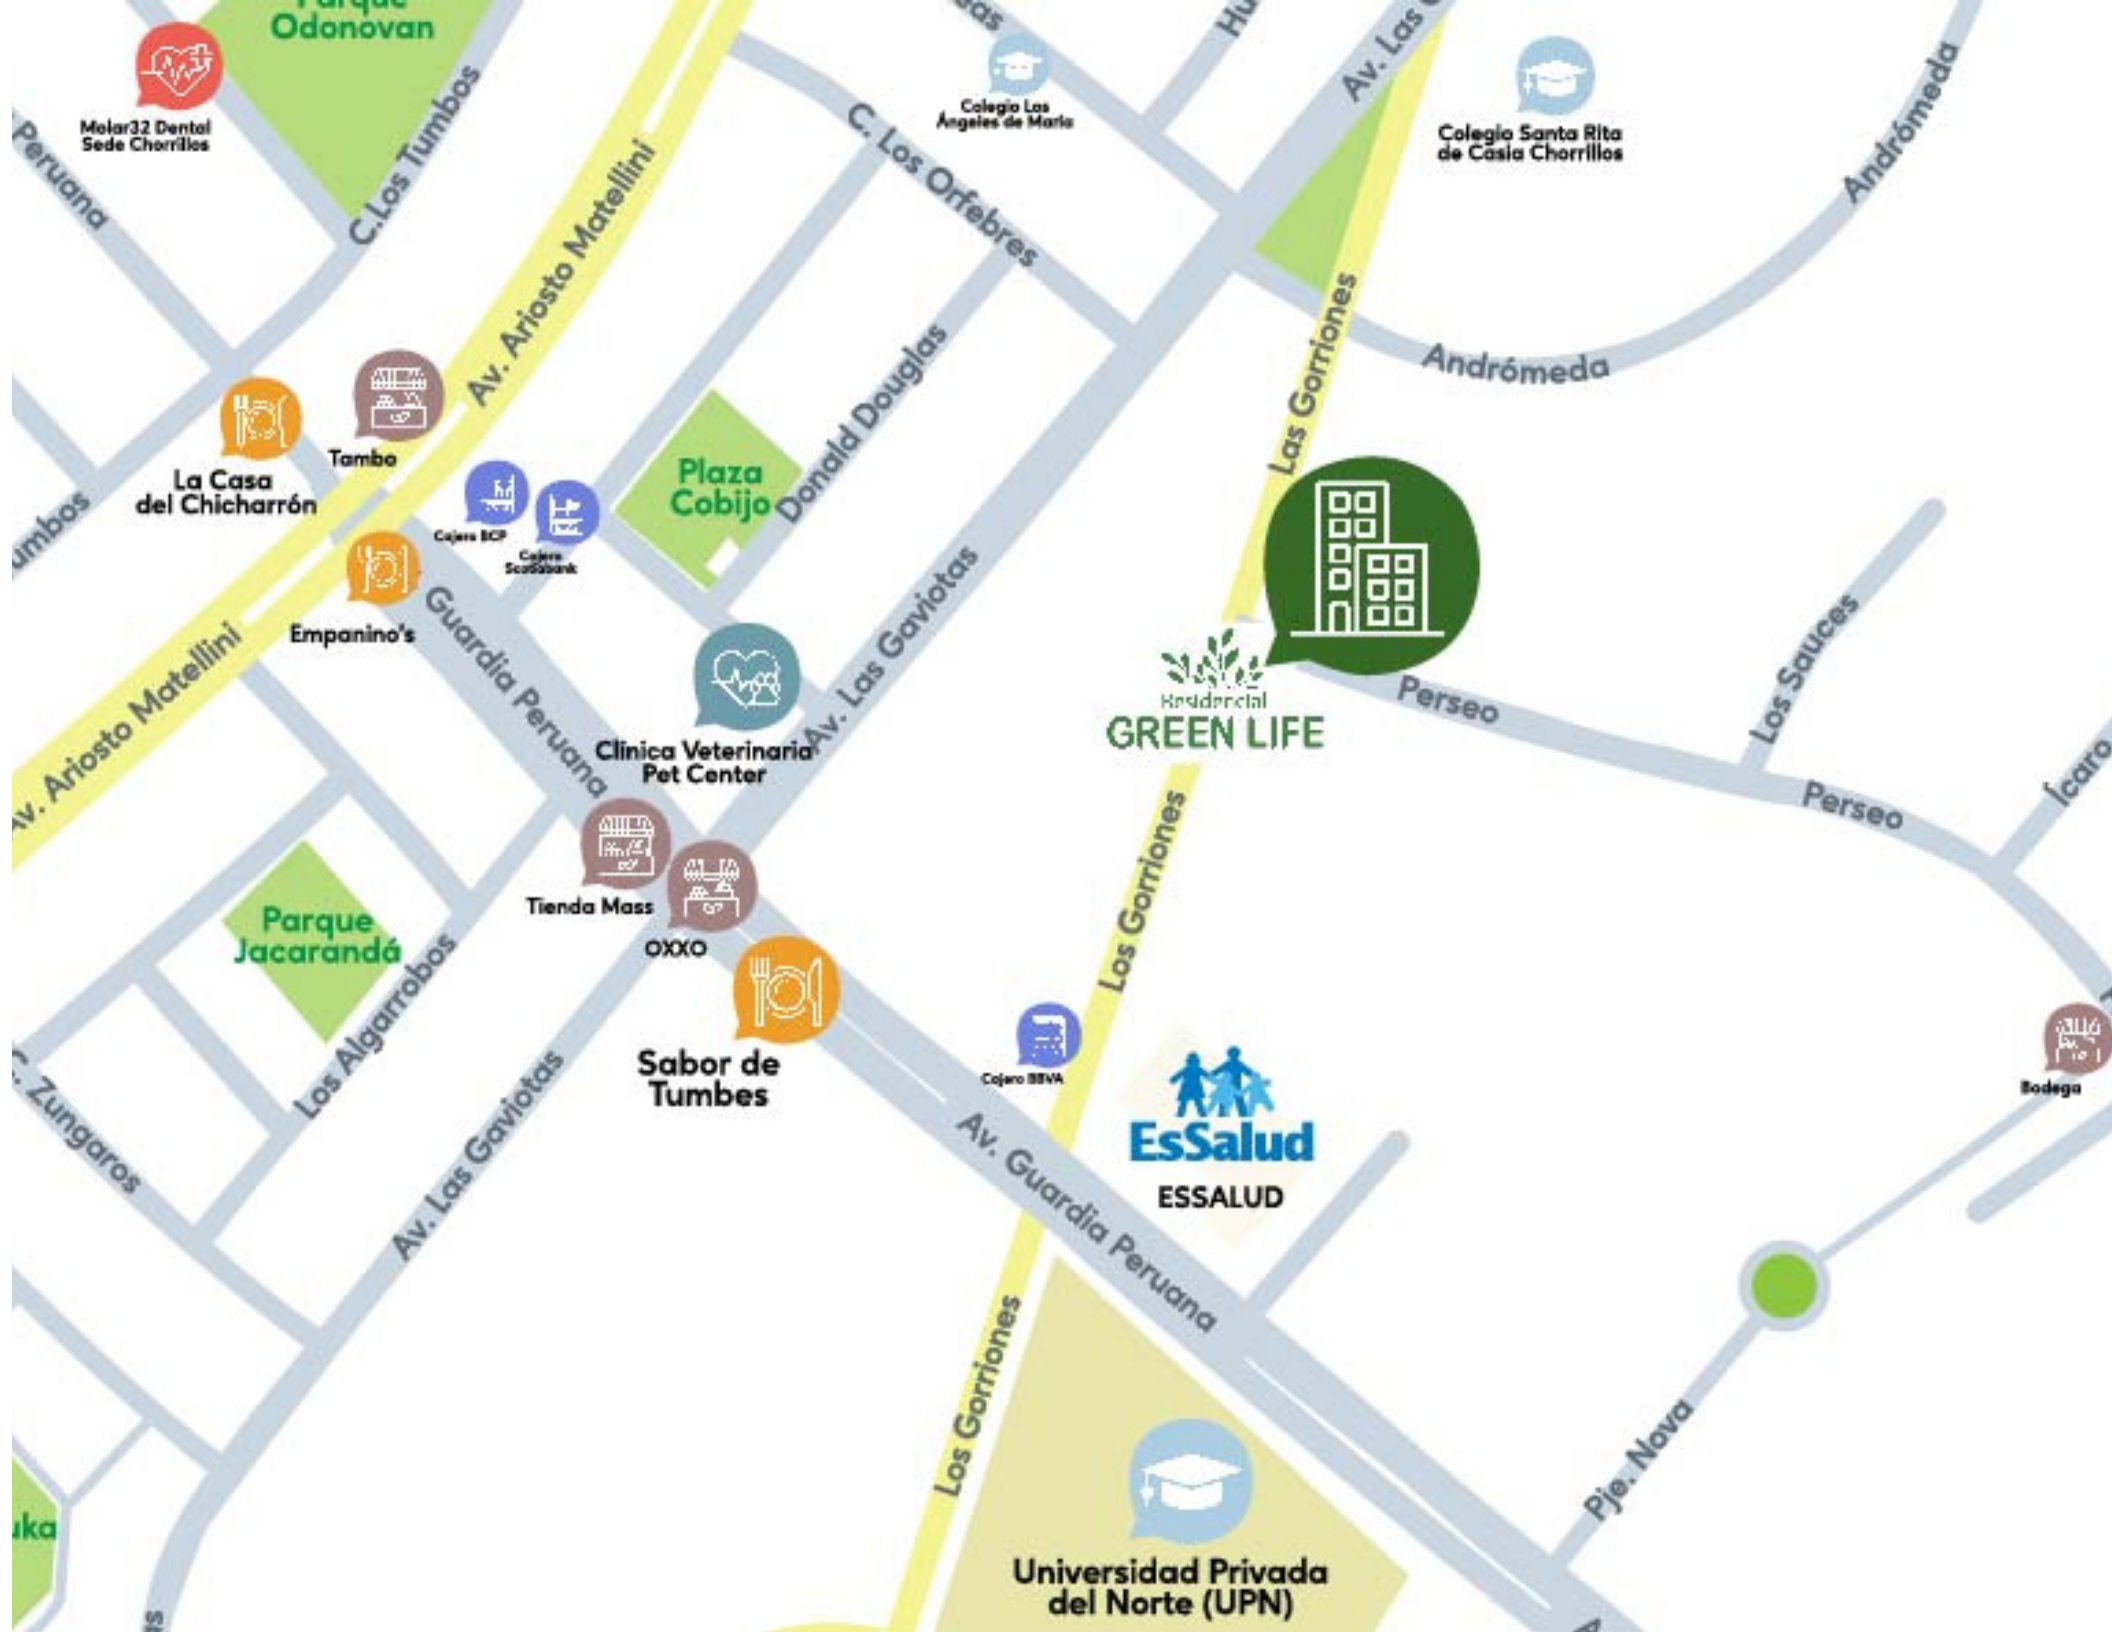 Parque
Odonovan
Molar32 Dental
Sede Chorrillos
Peruana
C.Los Tumbos
Av. Ariosto Matellini
C. Los Orfebres
Colegio Los
Ángeles de María
Av. Las
Colegio Santa Rita
de Casia Chorrillos
Andrómeda
Andrómeda
Las Gorriones
La Casa
del Chicharrón
Tambo
Cajero BCP
Cajero
Scotiabank
Plaza
Cobijo
Donald Douglas
Empanino's
Guardia Peruana
Av. Ariosto Matellini
Clínica Veterinaria
Pet Center
Av. Las Gaviotas
Residencial
GREEN LIFE
Perseo
Los Sauces
Perseo
Ícaro
Los Gorriones
Tienda Mass
OXXO
Parque
Jacarandá
Los Algarrobos
Sabor de
Tumbes
Cajero BBVA
EsSalud
ESSALUD
Bodega
C. Zungaros
Av. Las Gaviotas
Av. Guardia Peruana
Los Gorriones
Pje. Nova
Universidad Privada
del Norte (UPN)